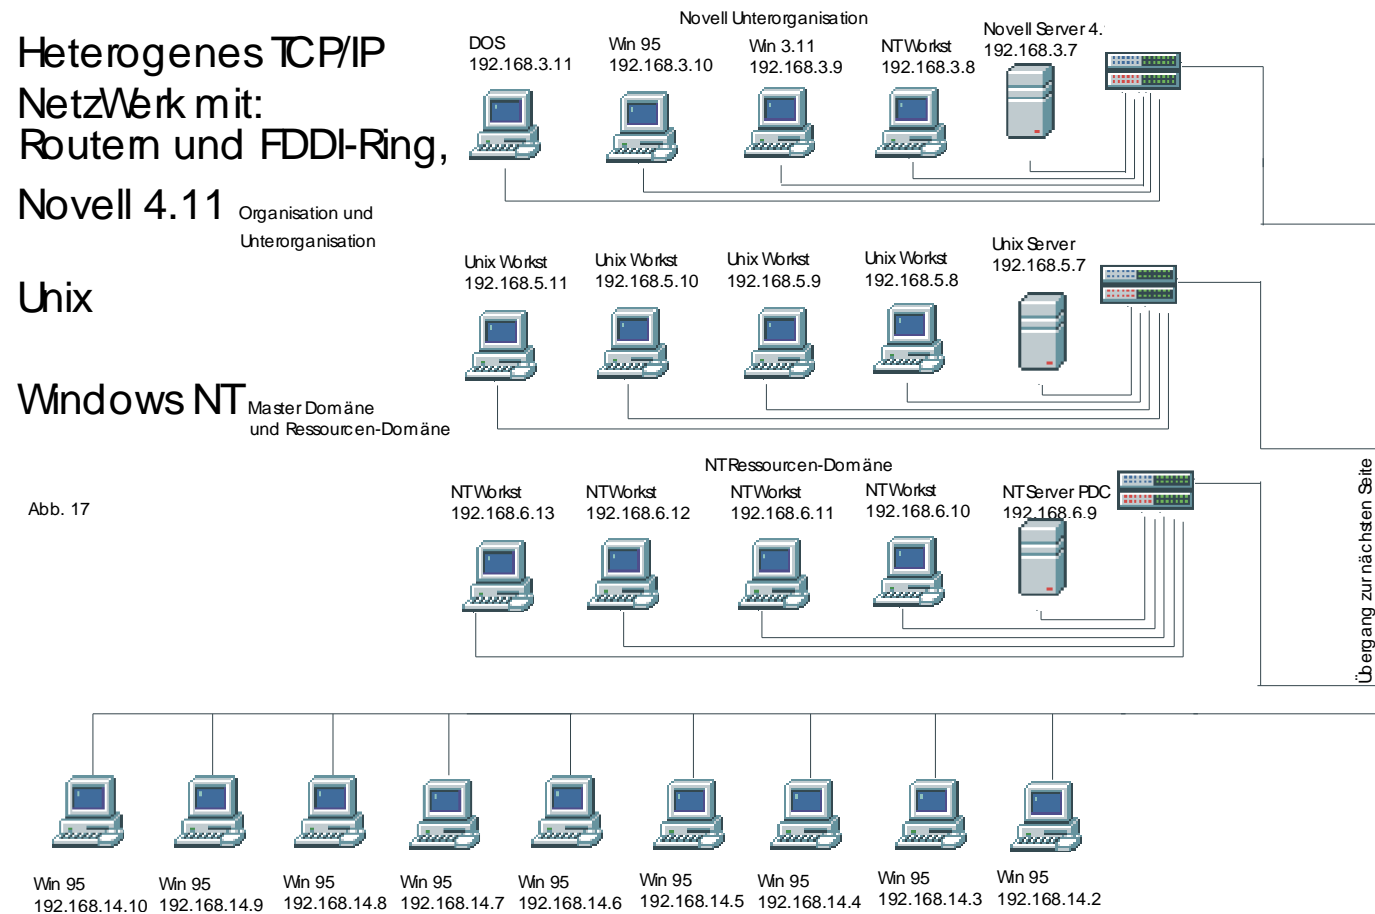 Heterogenes TCP/IP
NetzWerk mit:
Routern und FDDI-Ring,
Novell 4.11 Organisation und
Unterorganisation
Unix
Windows NT Master Domäne
und Ressourcen-Domäne
Abb. 17
Novell Unterorganisation
DOS
192.168.3.11
Win 95
192.168.3.10
Win 3.11
192.168.3.9
NT Workst
192.168.3.8
Novell Server 4.
192.168.3.7
Unix Workst
192.168.5.11
Unix Workst
192.168.5.10
Unix Workst
192.168.5.9
Unix Workst
192.168.5.8
Unix Server
192.168.5.7
NT Ressourcen-Domäne
NT Workst
192.168.6.13
NT Workst
192.168.6.12
NT Workst
192.168.6.11
NT Workst
192.168.6.10
NT Server PDC
192.168.6.9
Übergang zur nächsten Seite
Win 95
192.168.14.10
Win 95
192.168.14.9
Win 95
192.168.14.8
Win 95
192.168.14.7
Win 95
192.168.14.6
Win 95
192.168.14.5
Win 95
192.168.14.4
Win 95
192.168.14.3
Win 95
192.168.14.2